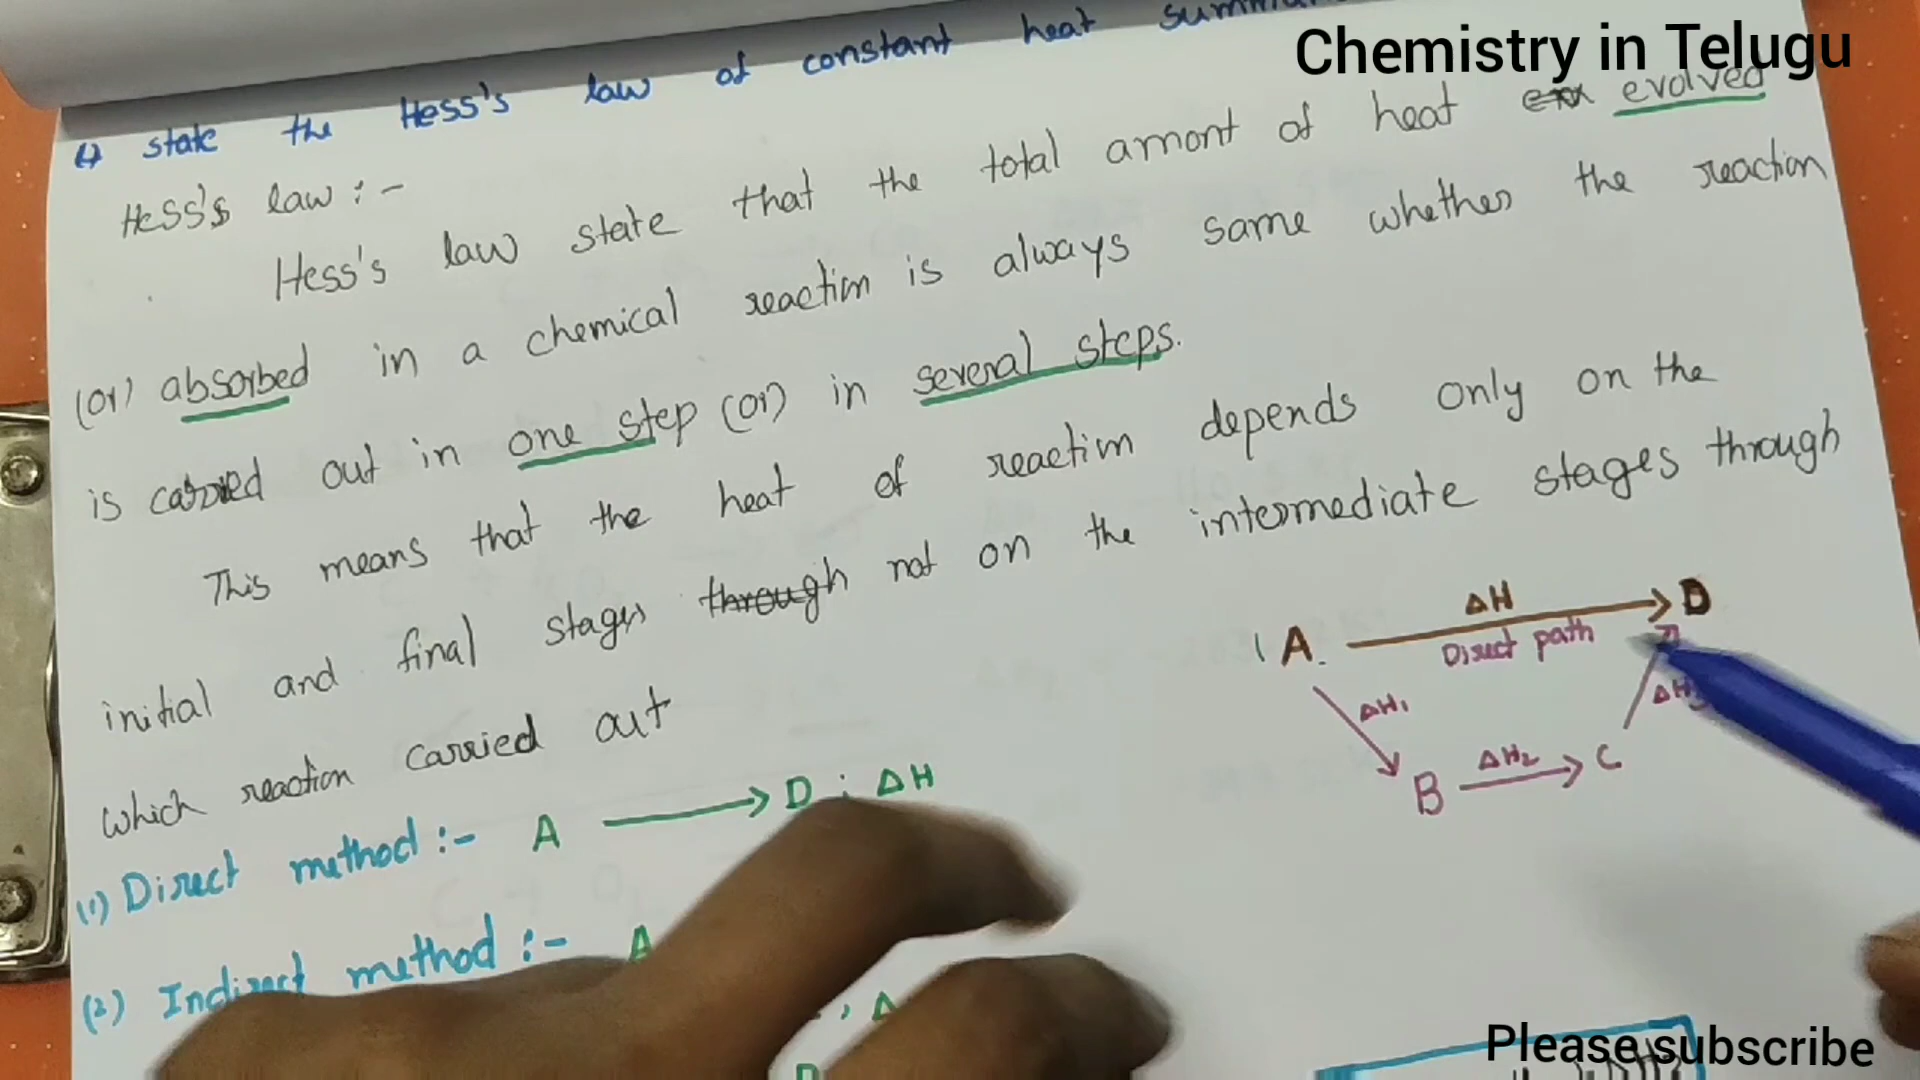 Chemistry in Telugu
1) state the Hess's law of constant heat
Hess's law :-
Hess's law state that the total amont of heat evolved
(or) absorbed in a chemical reaction is always same whether the reaction
is carried out in one step (or) in several steps.
This means that the heat of reaction depends only on the
initial and final stages through not on the intermediate stages through
which reaction carried out
(1) Direct method :- A → D ; ΔH
(2) Indirect method :- A
, Δ
D
A ΔH D
Direct path
ΔH1 ΔH3
B ΔH2 C
Please subscribe